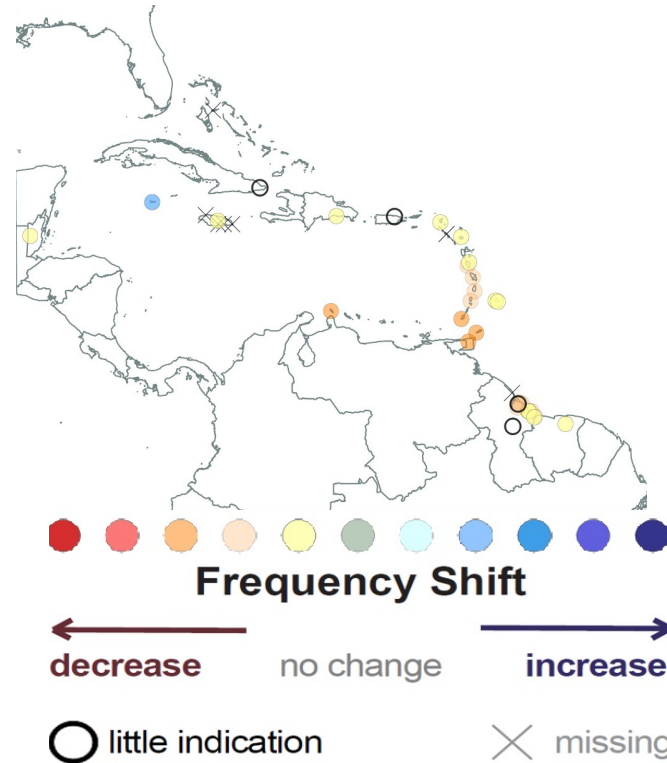 Frequency Shift
decrease no change increase
little indication missing